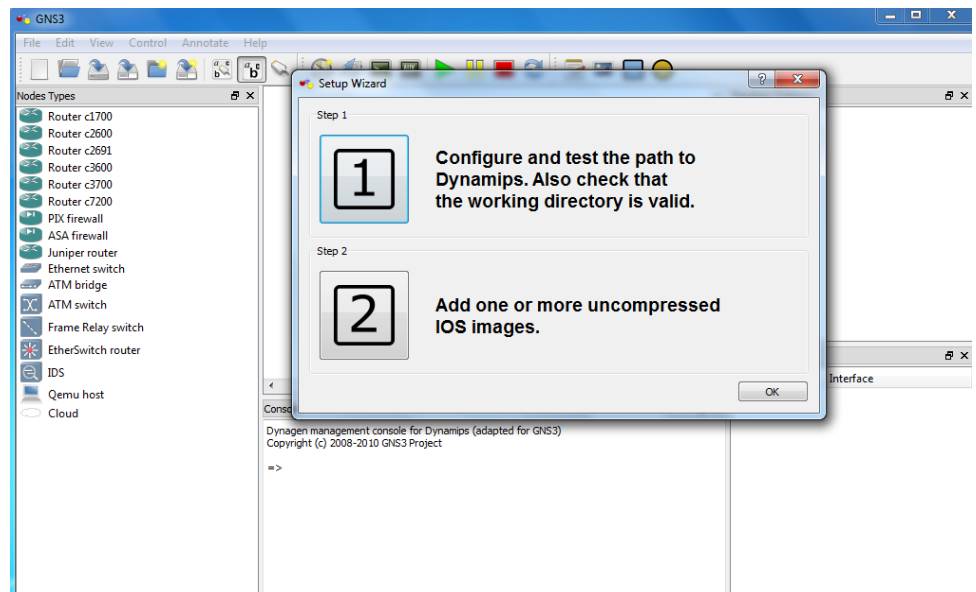 GNS3
File Edit View Control Annotate Help
Nodes Types
Router c1700
Router c2600
Router c2691
Router c3600
Router c3700
Router c7200
PIX firewall
ASA firewall
Juniper router
Ethernet switch
ATM bridge
ATM switch
Frame Relay switch
EtherSwitch router
IDS
Qemu host
Cloud
Setup Wizard
Step 1
1
Configure and test the path to
Dynamips. Also check that
the working directory is valid.
Step 2
2
Add one or more uncompressed
IOS images.
OK
Interface
Dynagen management console for Dynamips (adapted for GNS3)
Copyright (c) 2008-2010 GNS3 Project
=>